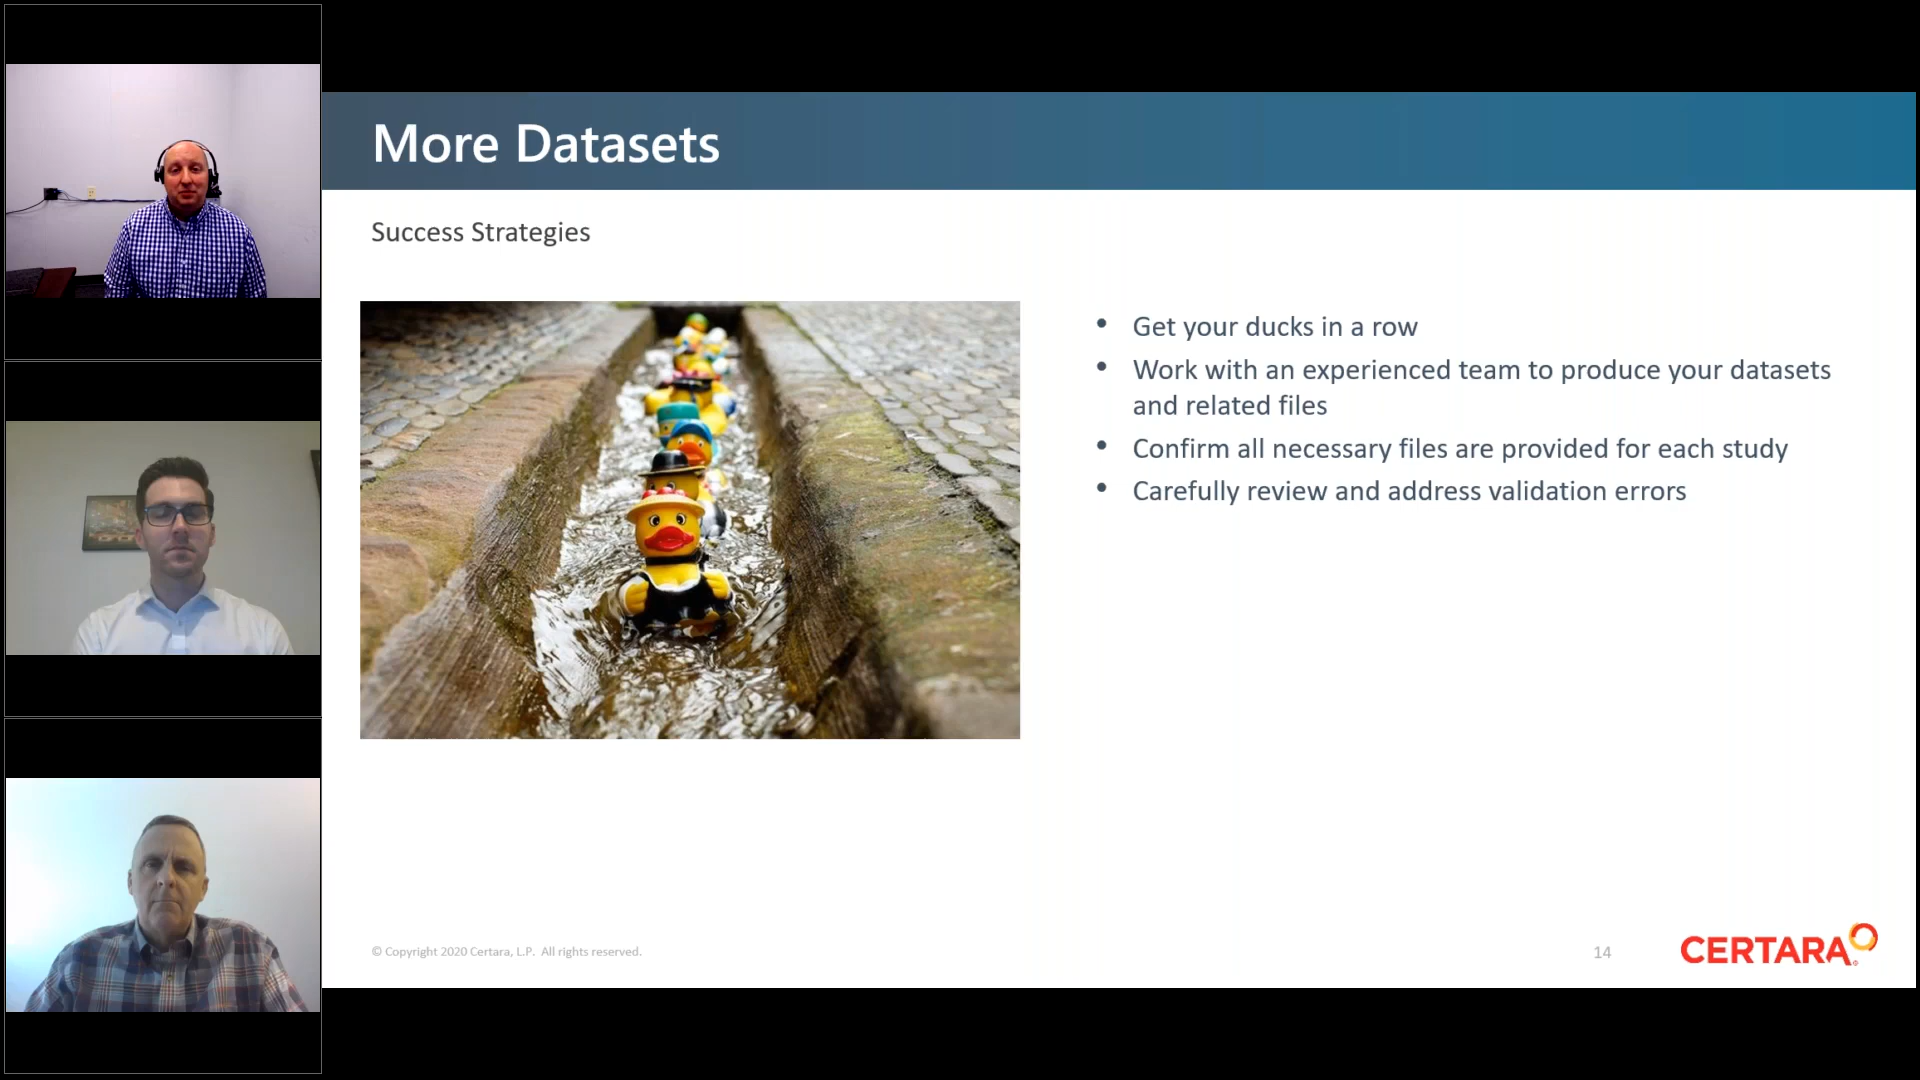 More Datasets
Success Strategies
• Get your ducks in a row
• Work with an experienced team to produce your datasets
and related files
• Confirm all necessary files are provided for each study
• Carefully review and address validation errors
© Copyright 2020 Certara, L.P. All rights reserved.
14
CERTARA®